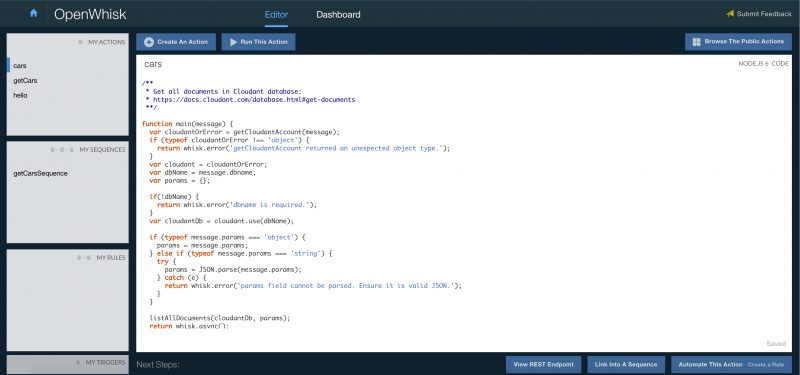 OpenWhisk
Editor
Dashboard
Submit Feedback
MY ACTIONS
cars
getCars
hello
MY SEQUENCES
getCarsSequence
MY RULES
MY TRIGGERS
Create An Action
Run This Action
Browse The Public Actions
cars
NODE.JS 6 CODE
/**
* Get all documents in Cloudant database:
* https://docs.cloudant.com/database.html#get-documents
**/
function main(message) {
var cloudantOrError = getCloudantAccount(message);
if (typeof cloudantOrError !== 'object') {
return whisk.error('getCloudantAccount returned an unexpected object type.');
}
var cloudant = cloudantOrError;
var dbName = message.dbname;
var params = {};
if(!dbName) {
return whisk.error('dbname is required.');
}
var cloudantDb = cloudant.use(dbName);
if (typeof message.params === 'object') {
params = message.params;
} else if (typeof message.params === 'string') {
try {
params = JSON.parse(message.params);
} catch (e) {
return whisk.error('params field cannot be parsed. Ensure it is valid JSON.');
}
}
listAllDocuments(cloudantDb, params);
return whisk.async();
Saved
Next Steps:
View REST Endpoint
Link Into A Sequence
Automate This Action Create a Rule